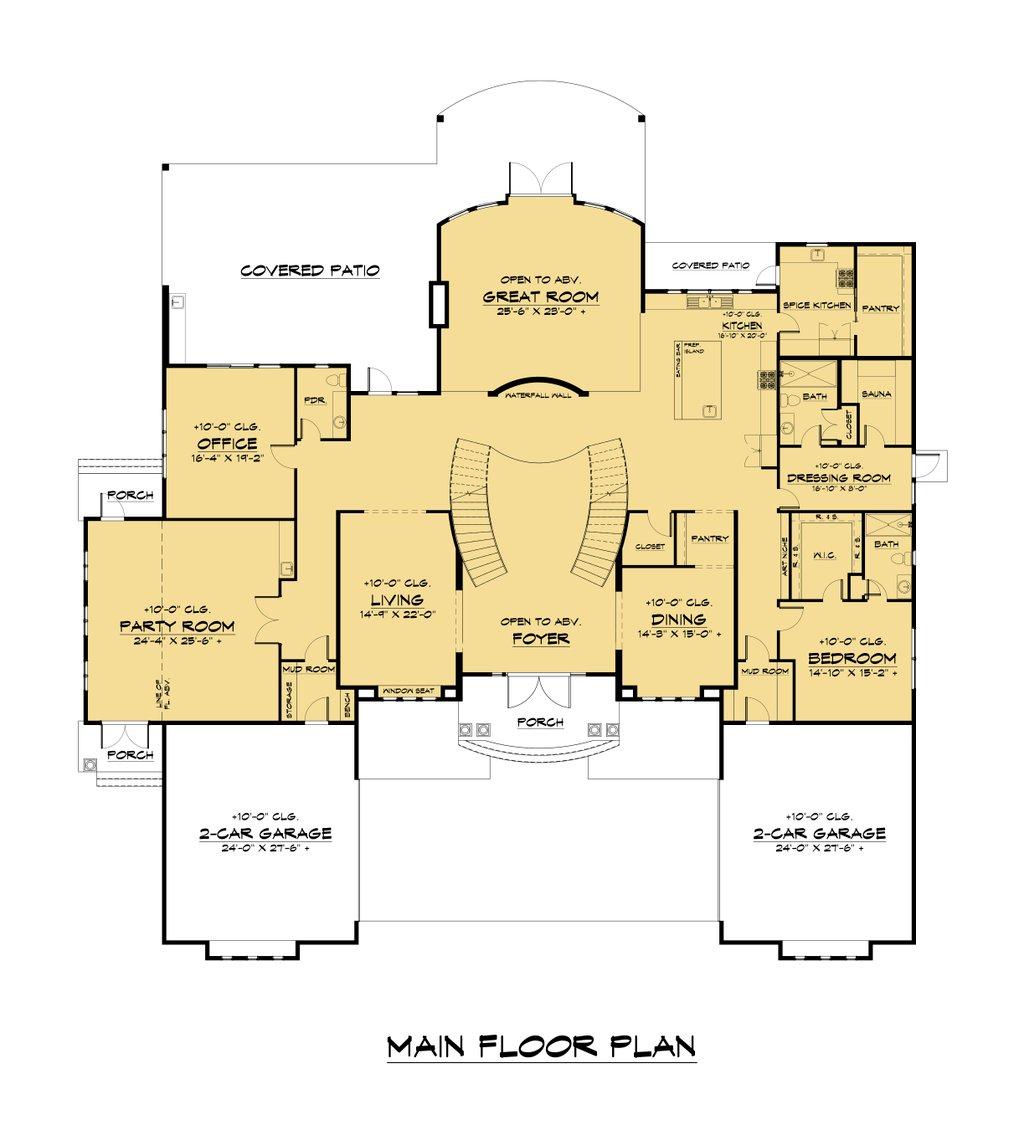 COVERED PATIO
OPEN TO ABV.
GREAT ROOM
25'-6" X 23'-0" +
COVERED PATIO
SPICE KITCHEN
PANTRY
+10'-0" CLG.
KITCHEN
16'-10" X 20'-0"
EATING BAR
PREP
ISLAND
WATERFALL WALL
PDR.
BATH
CLOSET
SAUNA
+10'-0" CLG.
OFFICE
16'-4" X 19'-2"
+10'-0" CLG.
DRESSING ROOM
16'-10" X 8'-0"
PORCH
R. & S.
R. & S.
W.I.C.
R. & S.
BATH
ART NICHE
CLOSET
PANTRY
+10'-0" CLG.
LIVING
14'-9" X 22'-0"
+10'-0" CLG.
PARTY ROOM
24'-4" X 25'-6" +
LINE OF
FL. ABV.
OPEN TO ABV.
FOYER
+10'-0" CLG.
DINING
14'-3" X 15'-0" +
+10'-0" CLG.
BEDROOM
14'-10" X 15'-2" +
MUD ROOM
STORAGE
BENCH
WINDOW SEAT
MUD ROOM
PORCH
PORCH
+10'-0" CLG.
2-CAR GARAGE
24'-0" X 27'-6" +
+10'-0" CLG.
2-CAR GARAGE
24'-0" X 27'-6" +
MAIN FLOOR PLAN